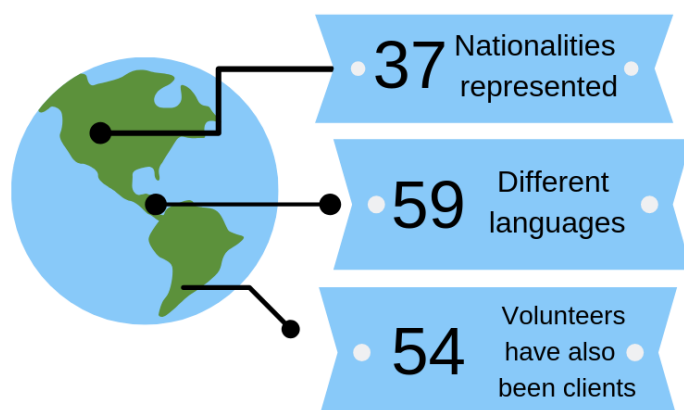 37 Nationalities
represented
59 Different
languages
54 Volunteers
have also
been clients